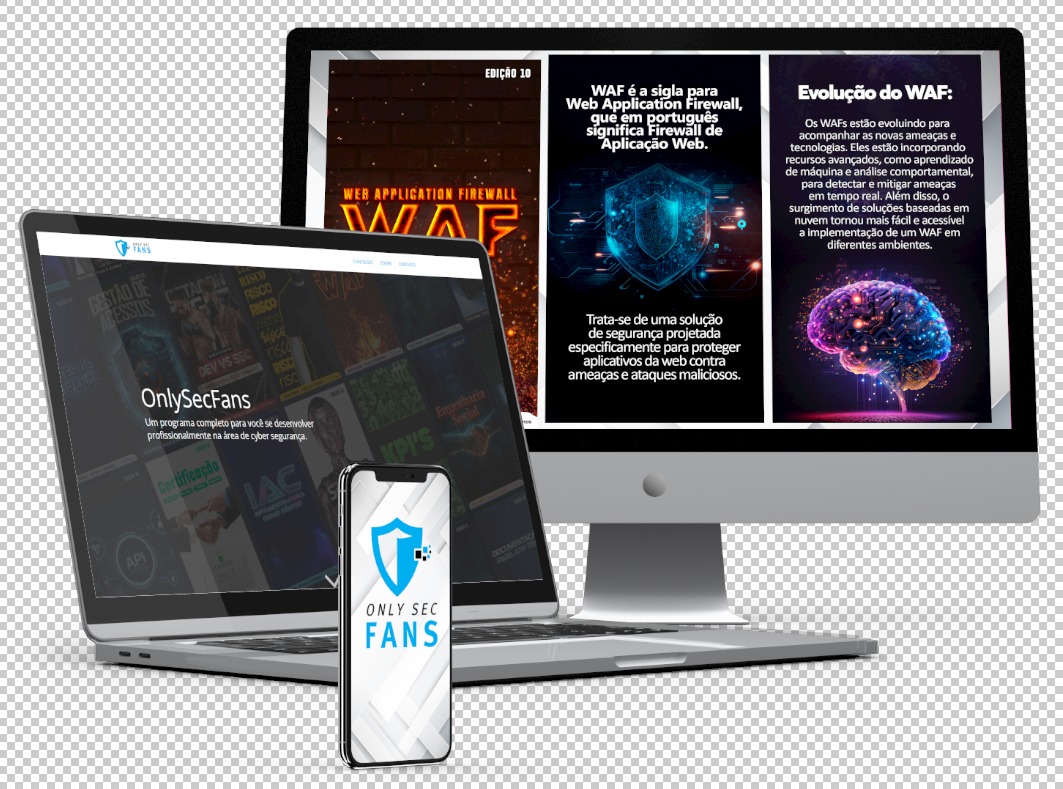 EDIÇÃO 10
WEB APPLICATION FIREWALL
WAF
WAF é a sigla para
Web Application Firewall,
que em português
significa Firewall de
Aplicação Web.
Trata-se de uma solução
de segurança projetada
especificamente para proteger
aplicativos da web contra
ameaças e ataques maliciosos.
Evolução do WAF:
Os WAFs estão evoluindo para
acompanhar as novas ameaças e
tecnologias. Eles estão incorporando
recursos avançados, como aprendizado
de máquina e análise comportamental,
para detectar e mitigar ameaças
em tempo real. Além disso, o
surgimento de soluções baseadas em
nuvem tornou mais fácil e acessível
a implementação de um WAF em
diferentes ambientes.
ONLY SEC
FANS
GESTÃO DE
ACESSOS
DEV VS SEC
RISCO
RISCO
RISCO
WAF
OnlySecFans
Um programa completo para você se desenvolver
profissionalmente na área de cyber segurança.
Engenharia
Social
KPI'S
Certificação
IAC
INFRAESTRUTURA
COMO CÓDIGO
API
ONLY SEC
FANS